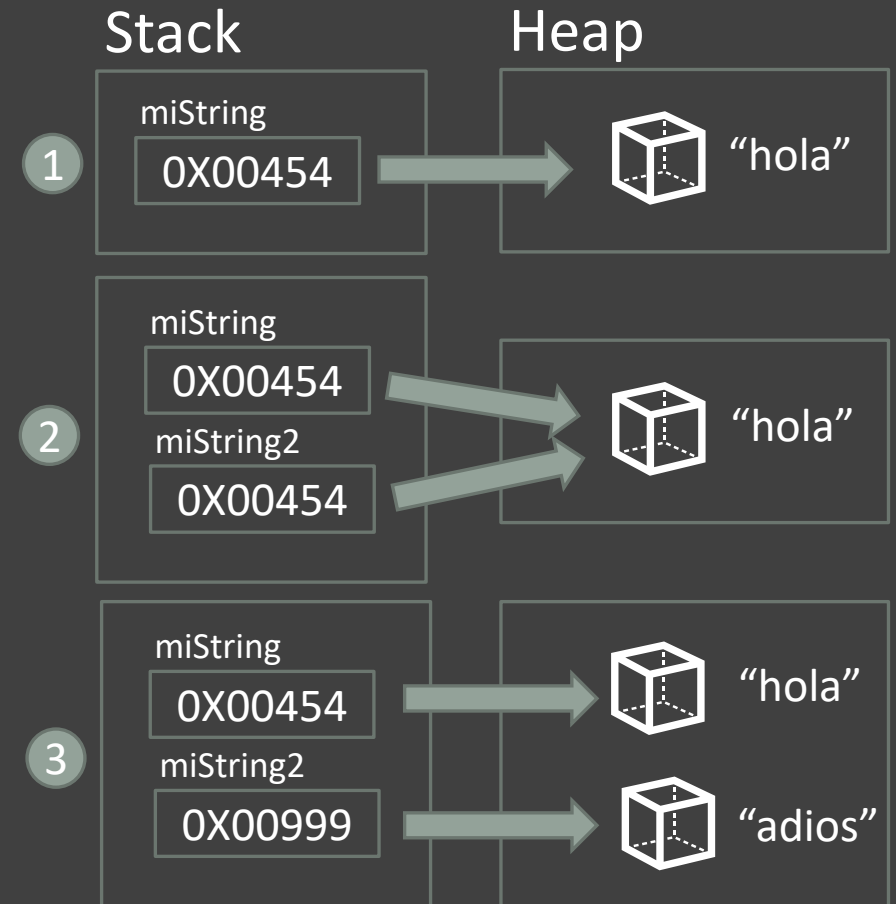 Stack
Heap
1
miString
0X00454
“hola”
2
miString
0X00454
miString2
0X00454
“hola”
3
miString
0X00454
“hola”
miString2
0X00999
“adios”